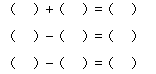 (　) + (　) = (　)
(　) − (　) = (　)
(　) − (　) = (　)